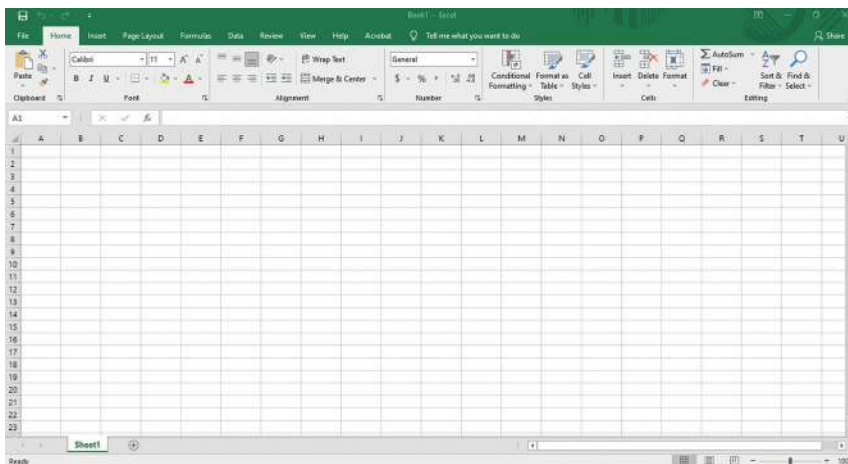 Book1 - Excel
File Home Insert Page Layout Formulas Data Review View Help Acrobat Tell me what you want to do Share
Paste Calibri 11 A A Wrap Text General Conditional Format as Cell Insert Delete Format AutoSum Sort & Find &
B I U A Merge & Center $ % Formatting Table Styles Fill Filter Select
Clear
Clipboard Font Alignment Number Styles Cells Editing
A1 fx
A B C D E F G H I J K L M N O P Q R S T U
1
2
3
4
5
6
7
8
9
10
11
12
13
14
15
16
17
18
19
20
21
22
23
Sheet1
Ready 100